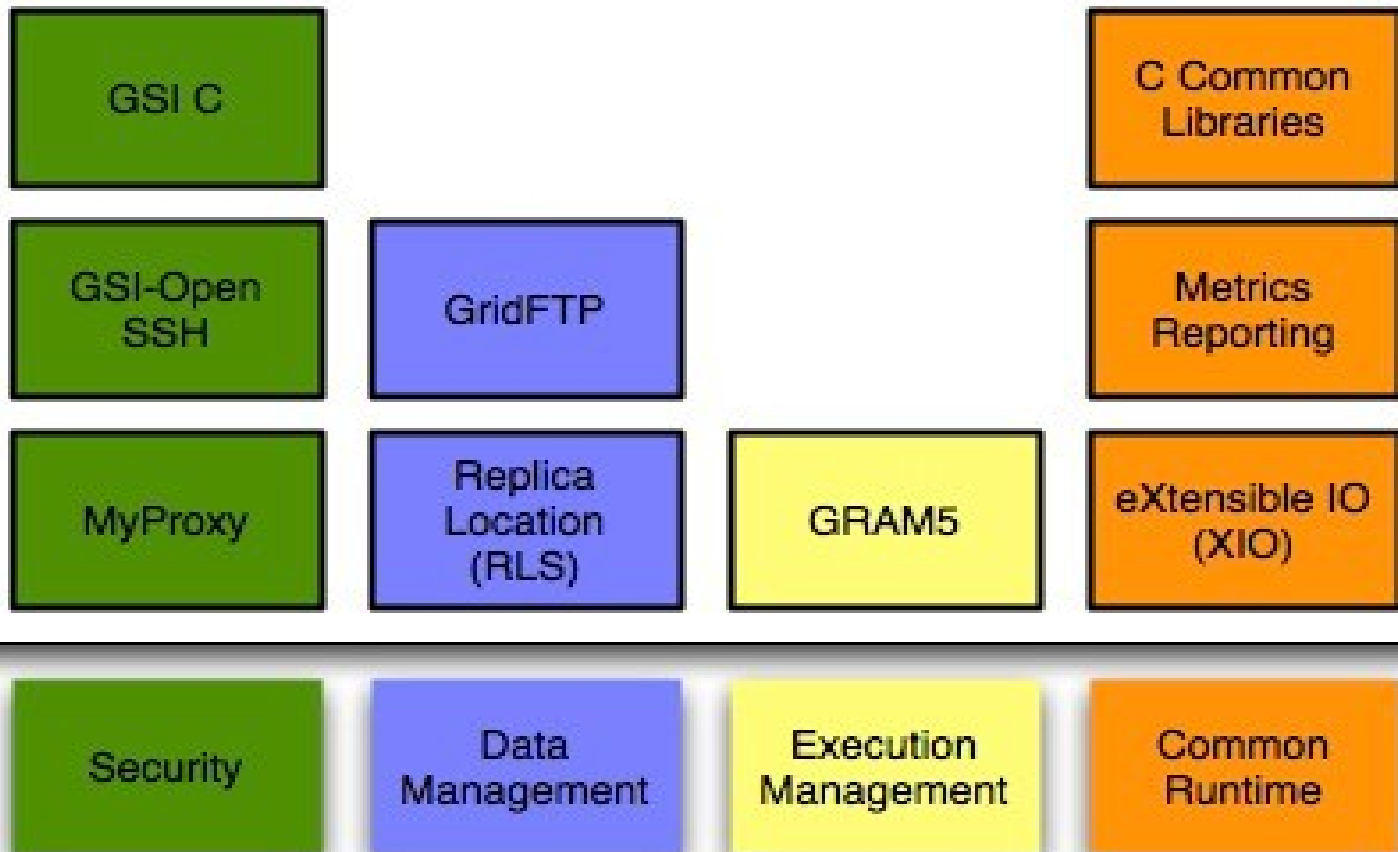 GSI C
C Common
Libraries
GSI-Open
SSH
GridFTP
Metrics
Reporting
MyProxy
Replica
Location
(RLS)
GRAM5
eXtensible IO
(XIO)
Security
Data
Management
Execution
Management
Common
Runtime